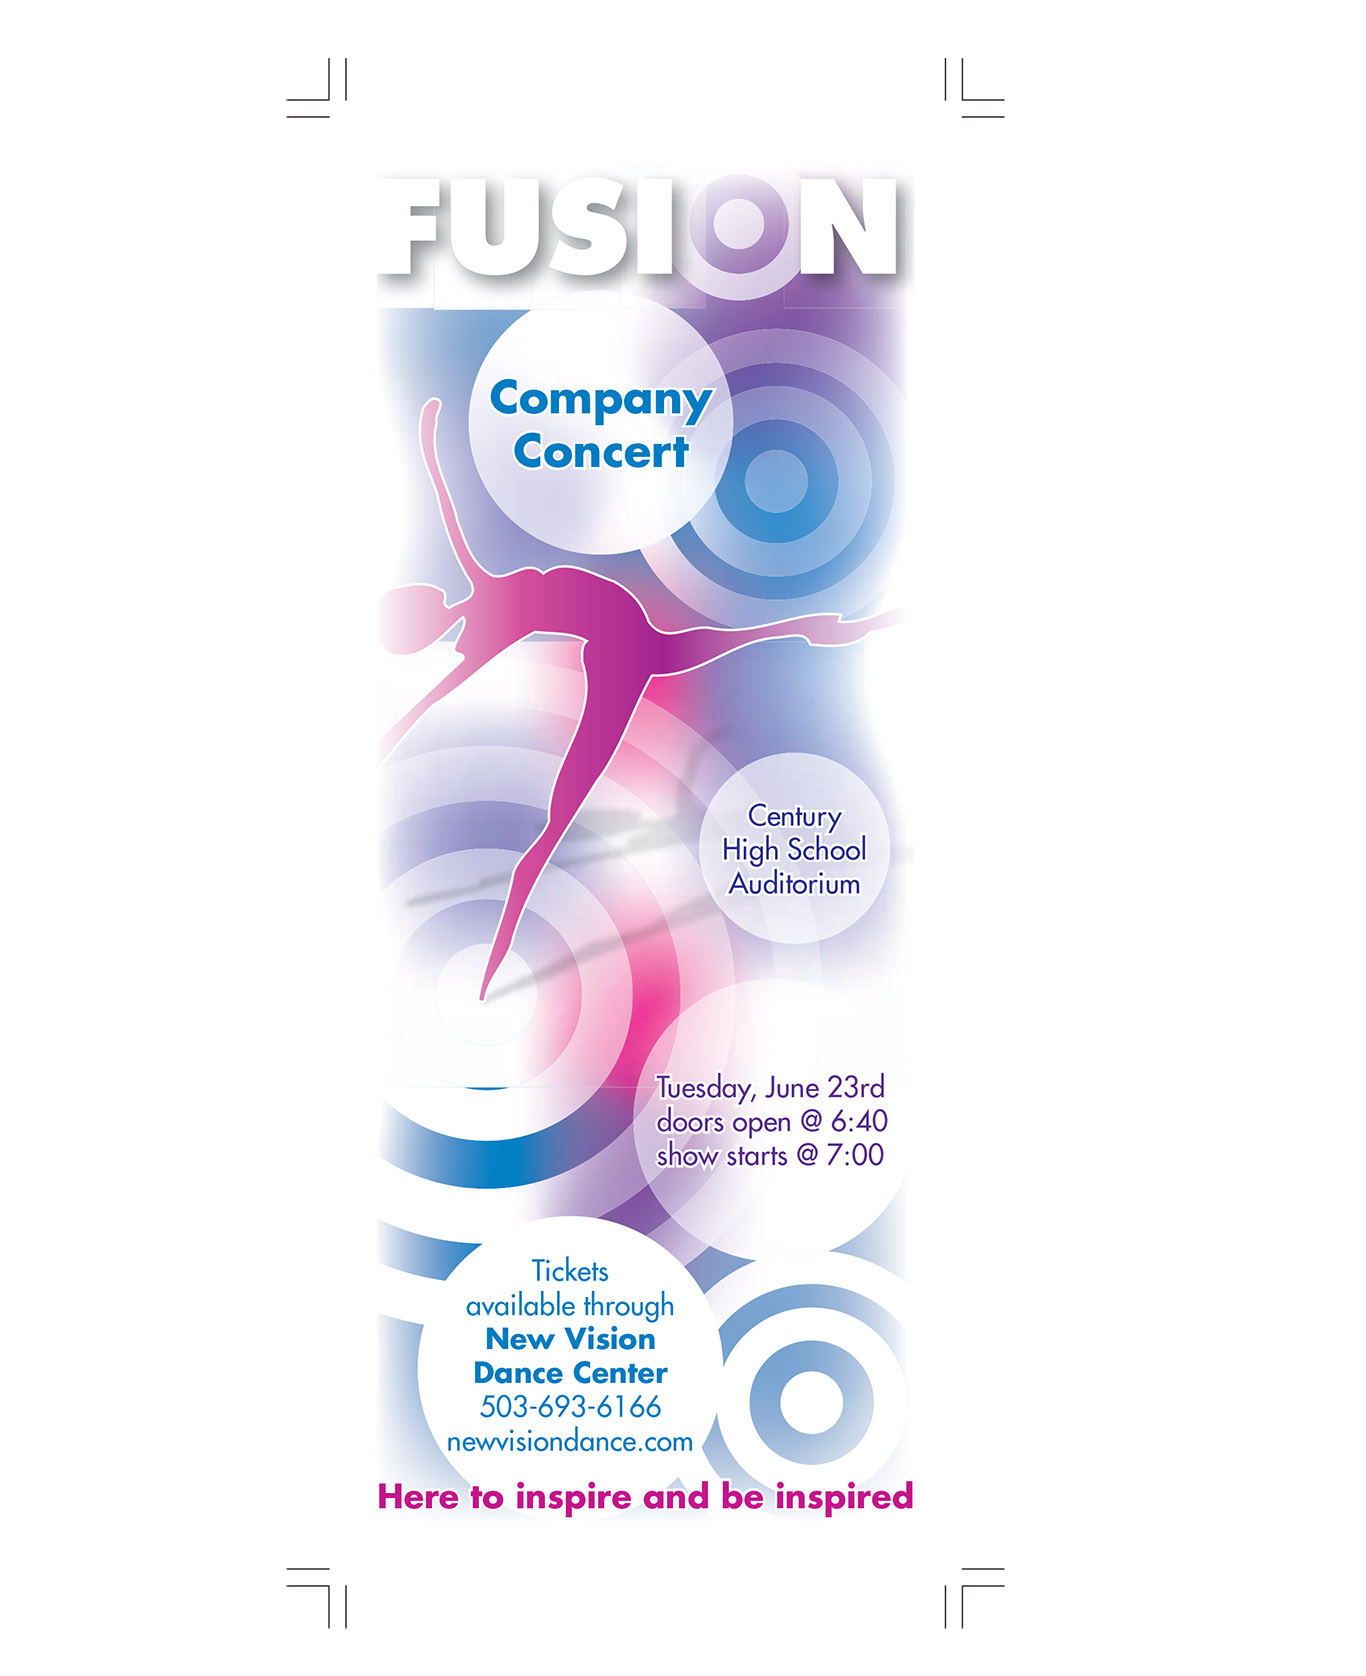 FUSION
Company
Concert
Century
High School
Auditorium
Tuesday, June 23rd
doors open @ 6:40
show starts @ 7:00
Tickets
available through
New Vision
Dance Center
503-693-6166
newvisiondance.com
Here to inspire and be inspired